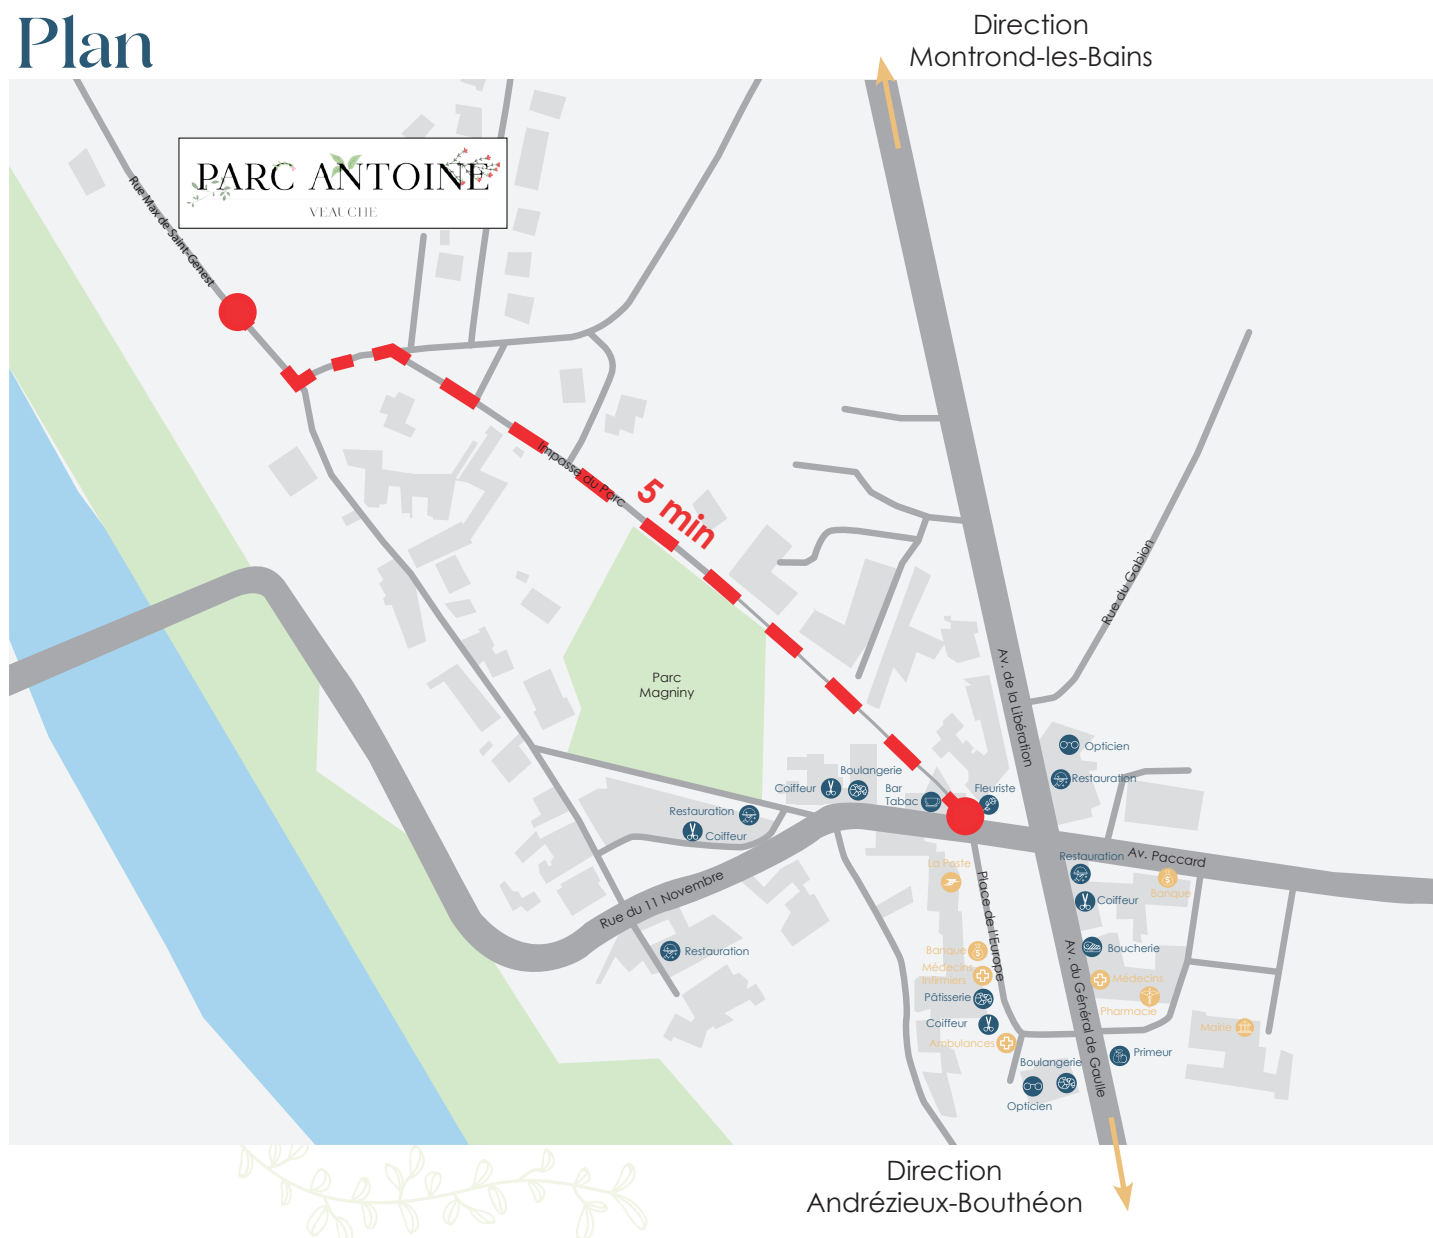 Plan
Direction
Montrond-les-Bains
PARC ANTOINE
VEAUCHE
Rue Max de Saint-Genest
Impasse du Parc
5 min
Rue du Gabion
Parc
Magniny
Av. de la Libération
Opticien
Restauration
Boulangerie
Coiffeur
Bar
Tabac
Fleuriste
Restauration
Coiffeur
Av. Paccard
Restauration
La Poste
Banque
Coiffeur
Rue du 11 Novembre
Place de l'Europe
Restauration
Banque
Boucherie
Av. du Général de Gaulle
Médecins
Infirmiers
Médecins
Pâtisserie
Pharmacie
Coiffeur
Mairie
Ambulances
Primeur
Boulangerie
Opticien
Direction
Andrézieux-Bouthéon